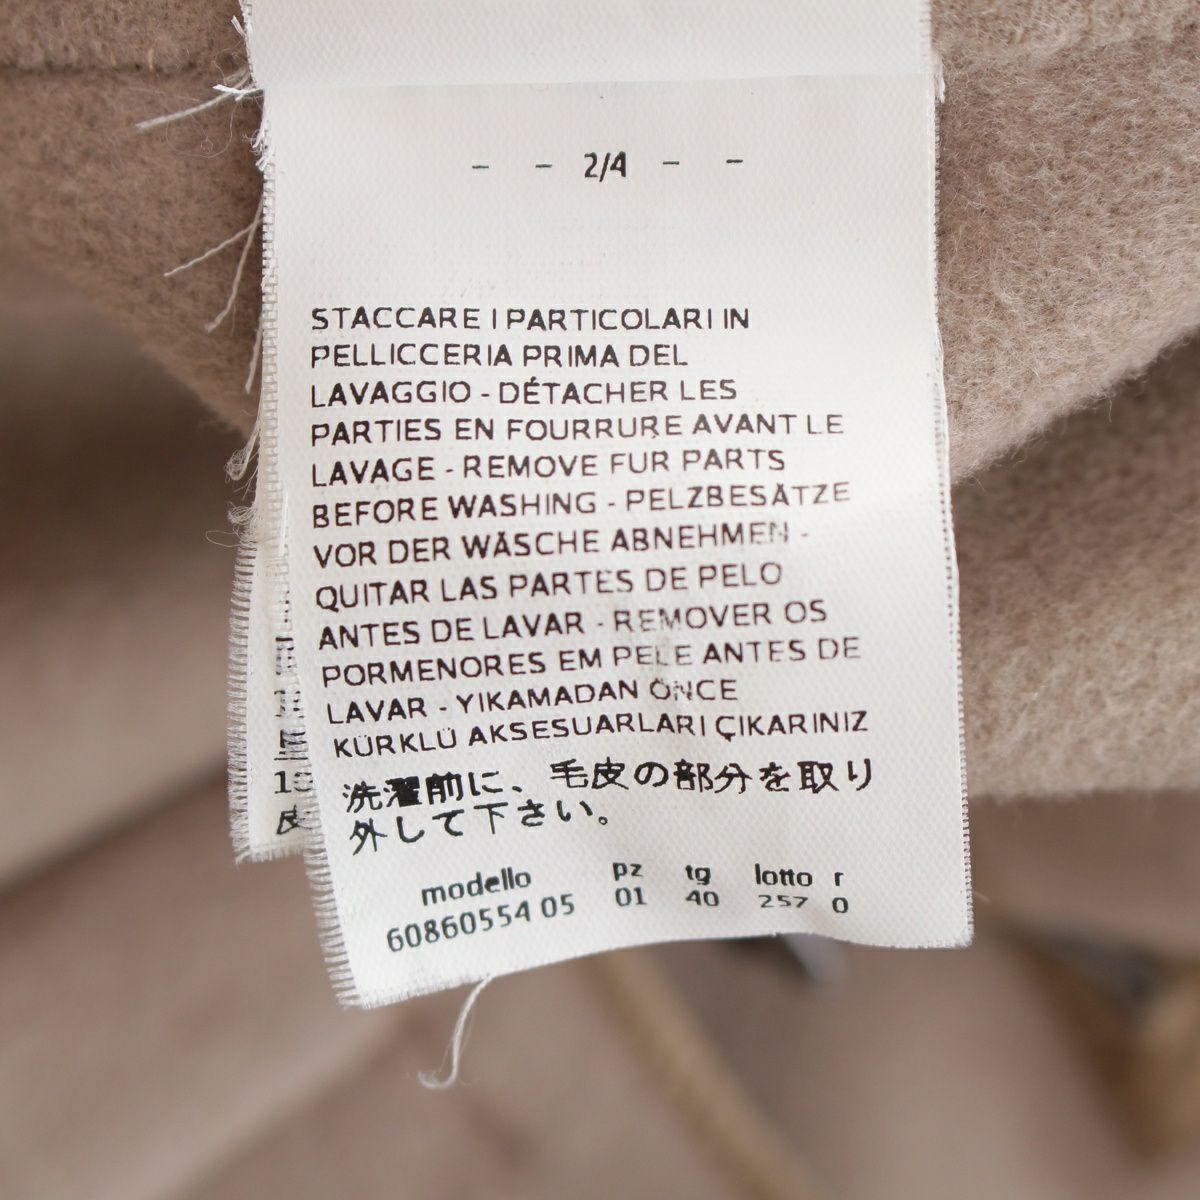 - - 2/4 - -
STACCARE I PARTICOLARI IN
PELLICCERIA PRIMA DEL
LAVAGGIO - DÉTACHER LES
PARTIES EN FOURRURE AVANT LE
LAVAGE - REMOVE FUR PARTS
BEFORE WASHING - PELZBESÄTZE
VOR DER WÄSCHE ABNEHMEN -
QUITAR LAS PARTES DE PELO
ANTES DE LAVAR - REMOVER OS
PORMENORES EM PELE ANTES DE
LAVAR - YIKAMADAN ÖNCE
KÜRKLÜ AKSESUARLARI ÇIKARINIZ
洗濯前に、毛皮の部分を取り
外して下さい。
modello pz tg lotto r
60860554 05 01 40 257 0